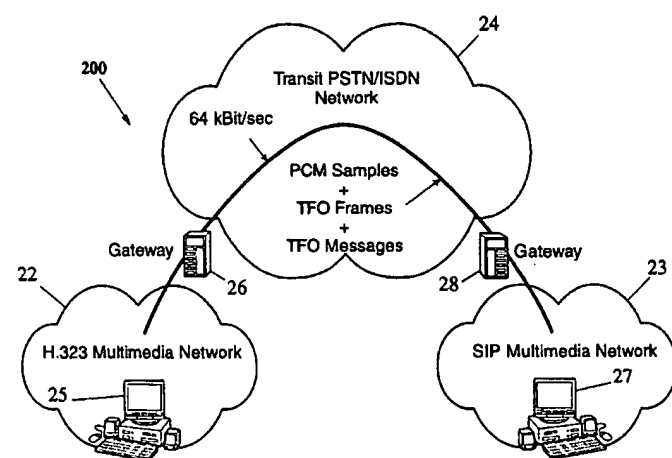 24
200
Transit PSTN/ISDN
Network
64 kBit/sec
PCM Samples
+
TFO Frames
+
TFO Messages
Gateway
Gateway
22
26
28
23
H.323 Multimedia Network
SIP Multimedia Network
25
27